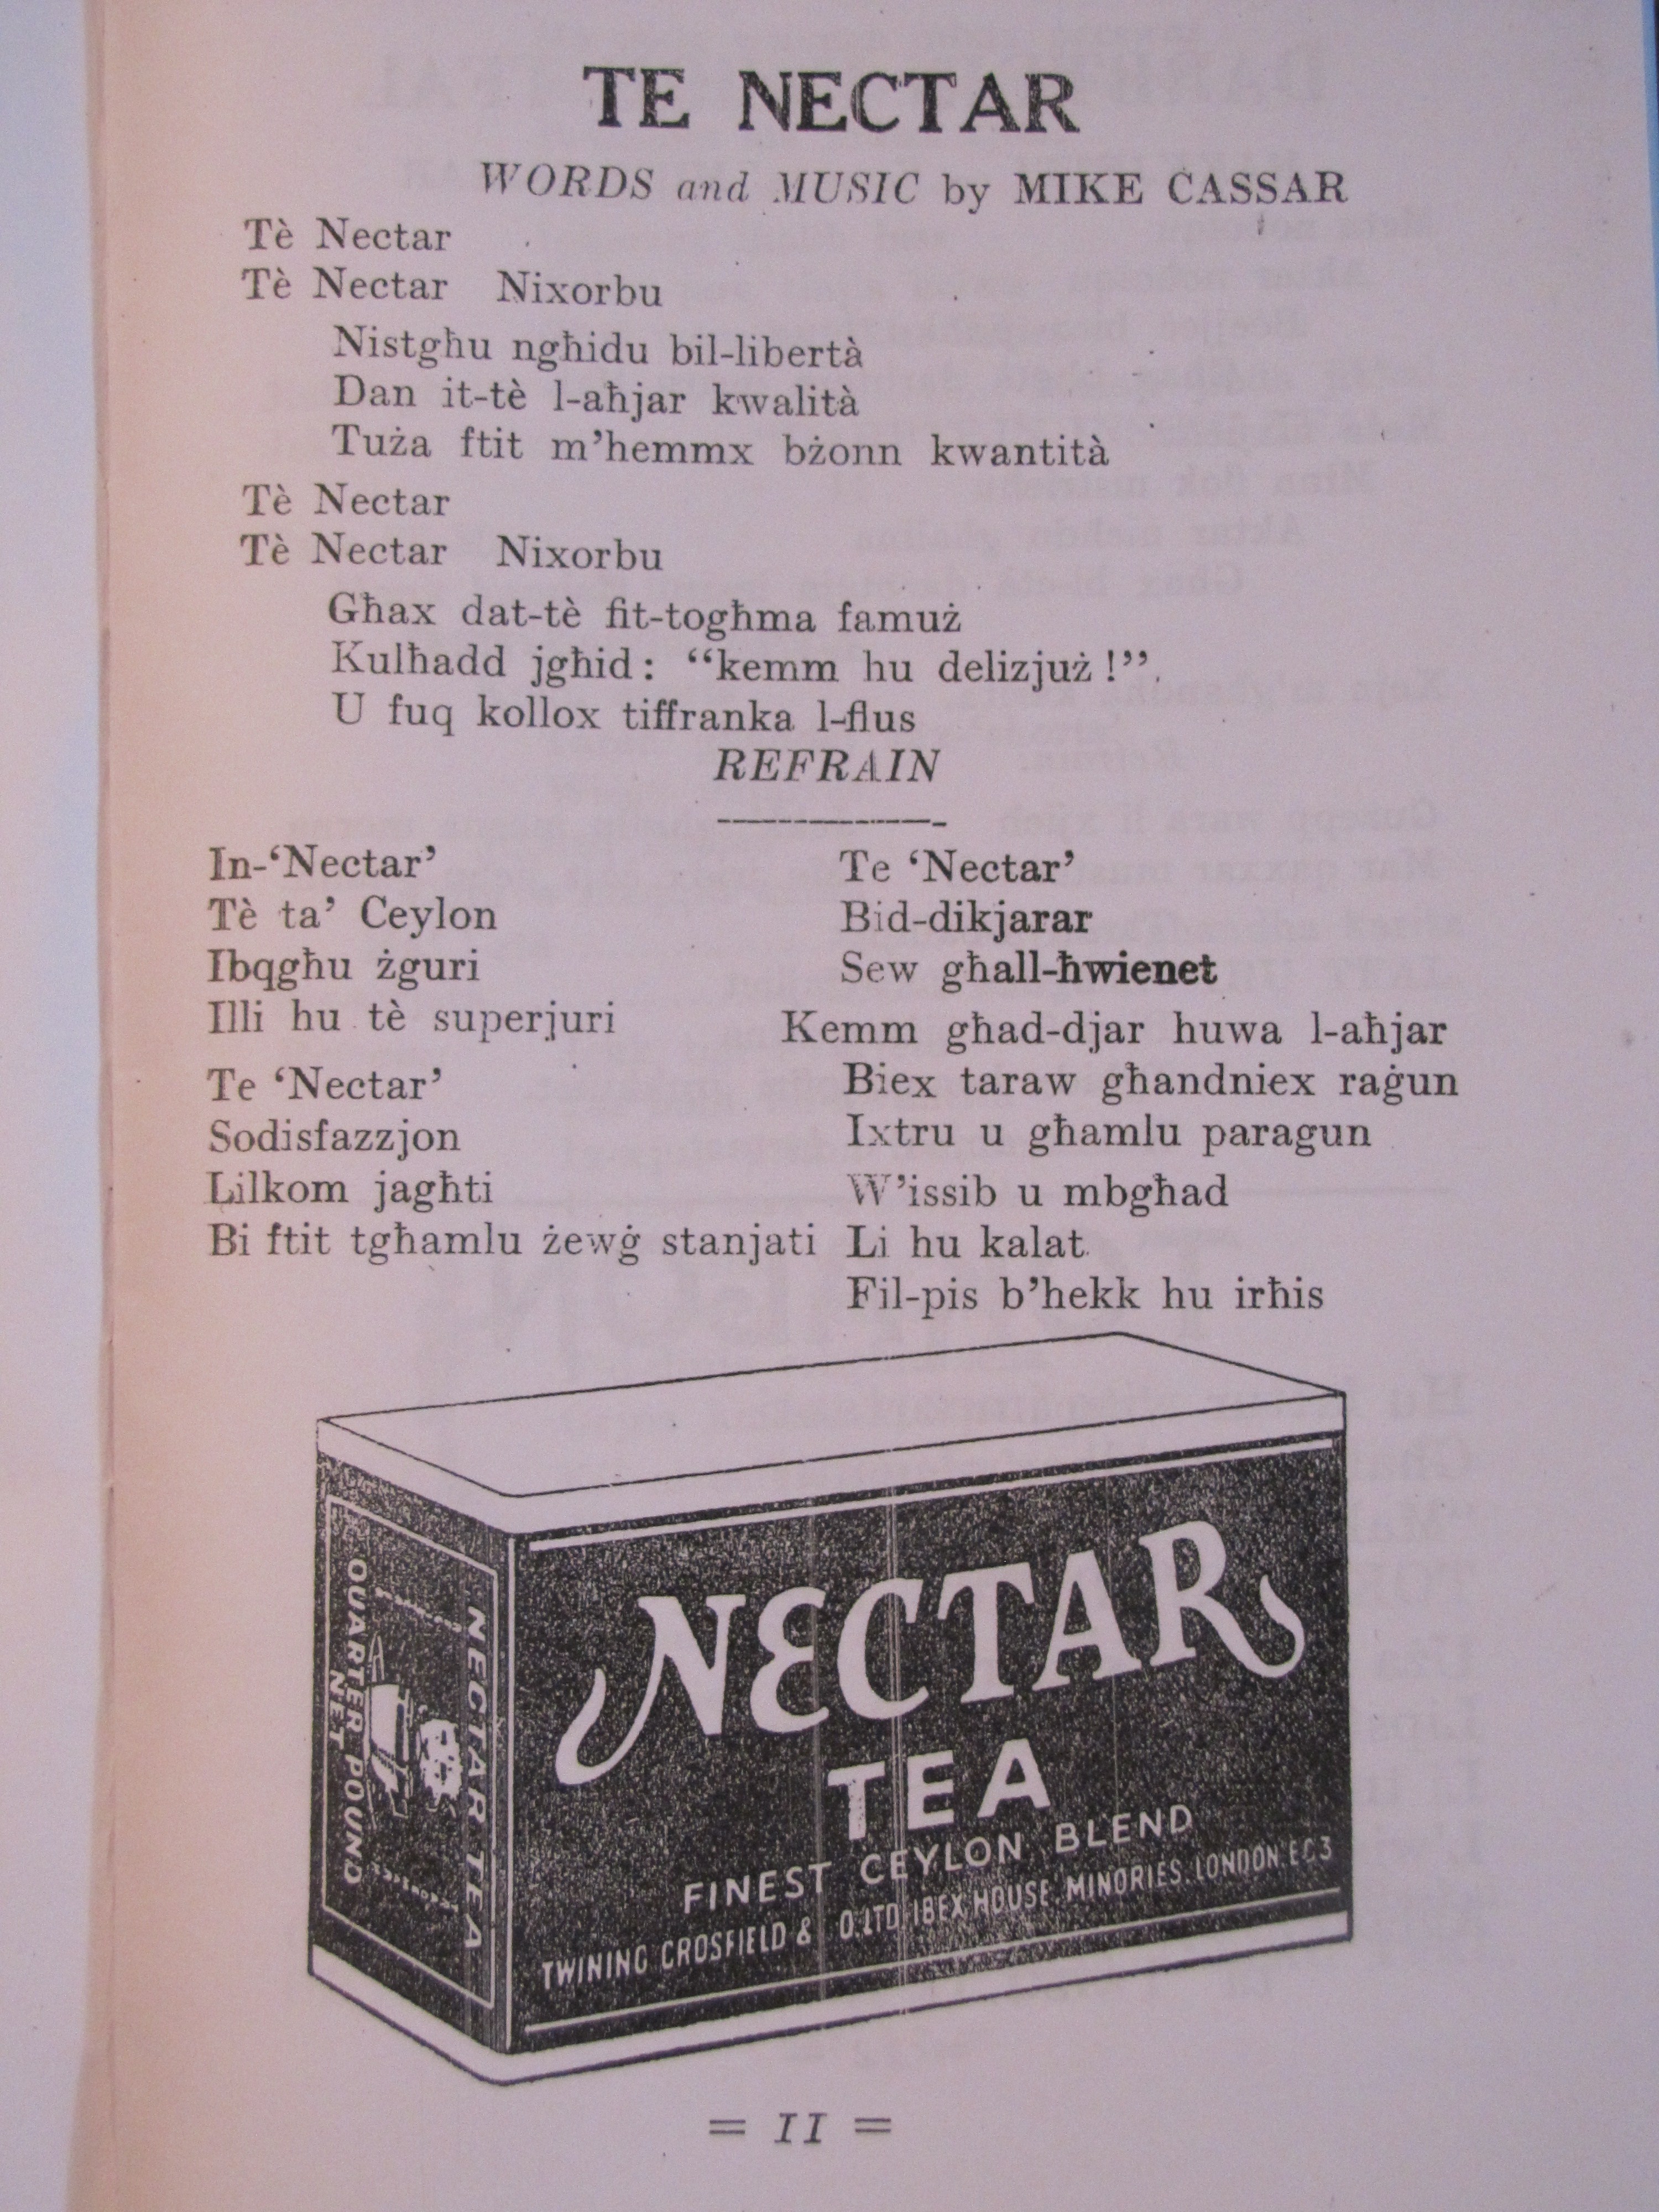 TE NECTAR
WORDS and MUSIC by MIKE CASSAR
Tè Nectar
Tè Nectar Nixorbu
Nistgħu ngħidu bil-libertà
Dan it-tè l-aħjar kwalità
Tuża ftit m’hemmx bżonn kwantità
Tè Nectar
Tè Nectar Nixorbu
Għax dat-tè fit-togħma famuż
Kulħadd jgħid: “kemm hu delizjuż!”.
U fuq kollox tiffranka l-flus
REFRAIN
In-‘Nectar’
Tè ta’ Ceylon
Ibqgħu żguri
Illi hu tè superjuri
Te ‘Nectar’
Sodisfazzjon
Lilkom jagħti
Bi ftit tgħamlu żewġ stanjati
Te ‘Nectar’
Bid-dikjarar
Sew għall-ħwienet
Kemm għad-djar huwa l-aħjar
Biex taraw għandniex raġun
Ixtru u għamlu paragun
W’issib u mbgħad
Li hu kalat
Fil-pis b’hekk hu irħis
NECTAR
TEA
FINEST CEYLON BLEND
TWINING CROSFIELD & O.LTD IBEX HOUSE MINORIES. LONDON. EC3
NECTAR TEA
QUARTER POUND
NET
= II =